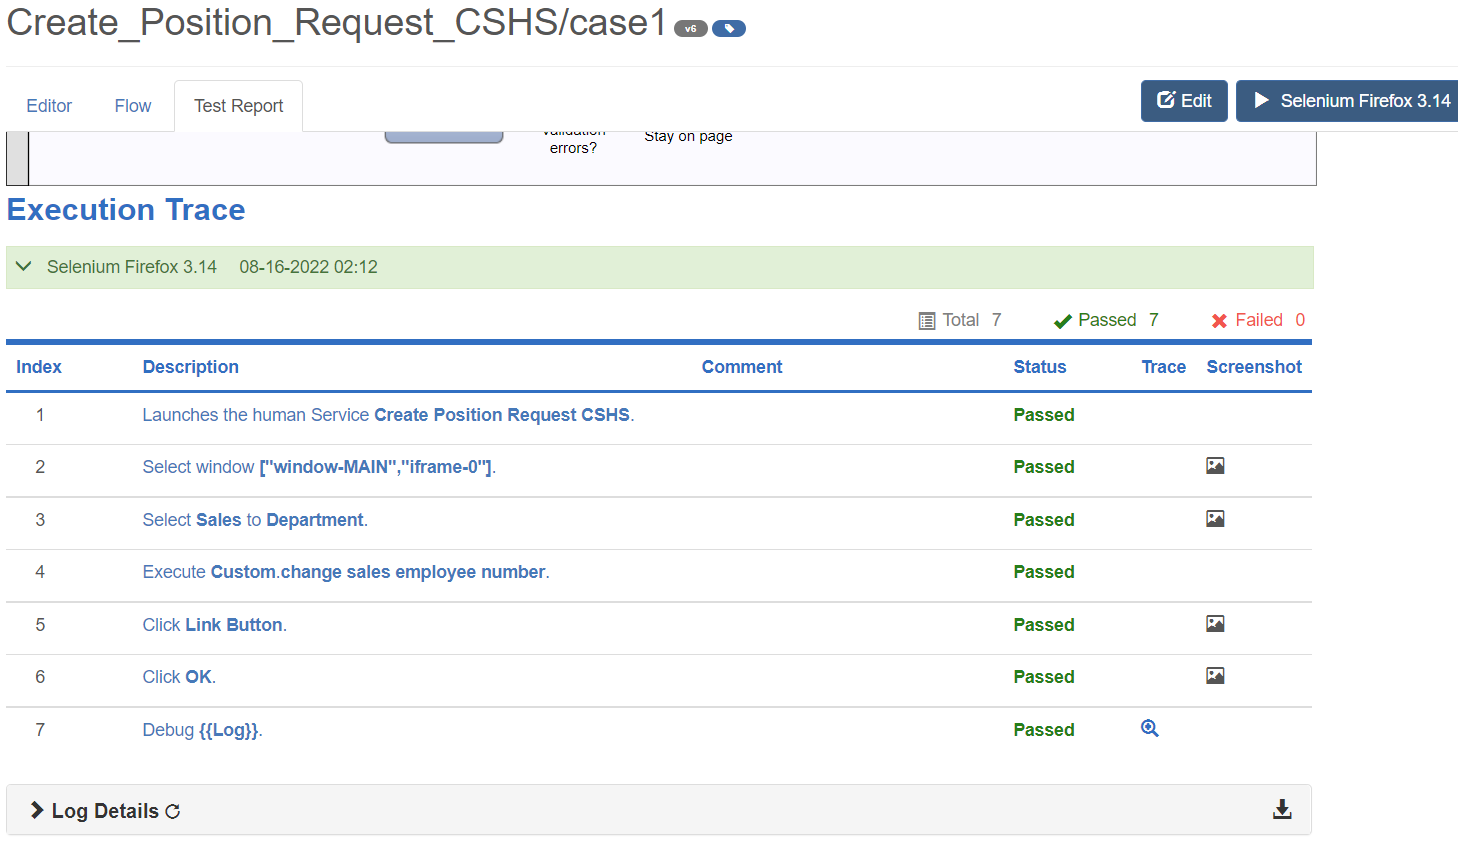 Create_Position_Request_CSHS/case1 v6
Editor Flow Test Report Edit Selenium Firefox 3.14
validation Stay on page
errors?
Execution Trace
Selenium Firefox 3.14 08-16-2022 02:12
Total 7 Passed 7 Failed 0
Index Description Comment Status Trace Screenshot
1 Launches the human Service Create Position Request CSHS. Passed
2 Select window ["window-MAIN","iframe-0"]. Passed
3 Select Sales to Department. Passed
4 Execute Custom.change sales employee number. Passed
5 Click Link Button. Passed
6 Click OK. Passed
7 Debug {{Log}}. Passed
Log Details